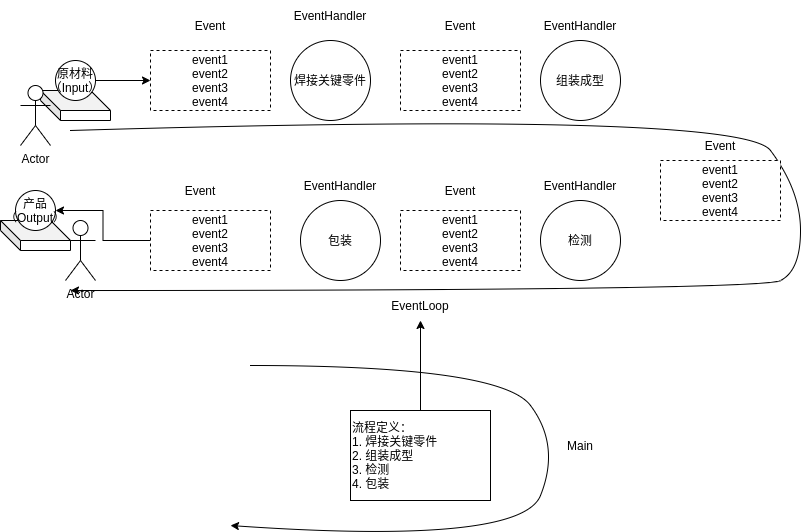 Event
EventHandler
Event
EventHandler
原材料
(Input)
event1
event2
event3
event4
焊接关键零件
event1
event2
event3
event4
组装成型
Actor
Event
event1
event2
event3
event4
Event
EventHandler
Event
EventHandler
产品
(Output)
event1
event2
event3
event4
包装
event1
event2
event3
event4
检测
Actor
EventLoop
流程定义：
1. 焊接关键零件
2. 组装成型
3. 检测
4. 包装
Main